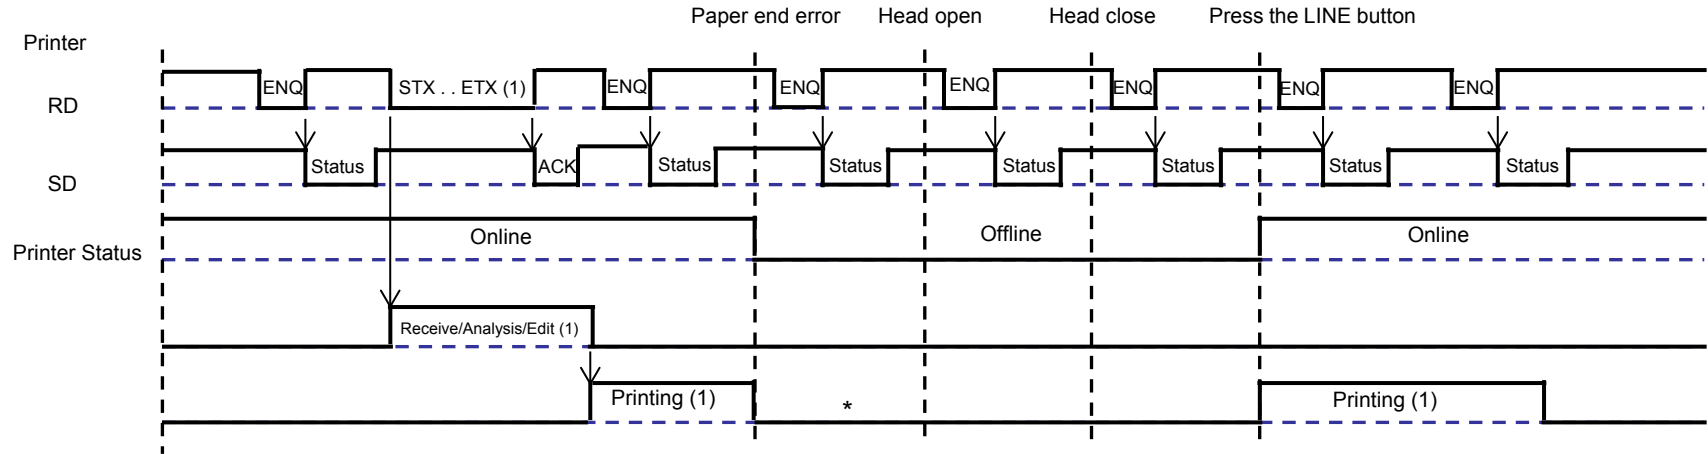 Paper end error Head open Head close Press the LINE button
Printer
ENQ STX . . ETX (1) ENQ ENQ ENQ ENQ ENQ ENQ
RD
Status ACK Status Status Status Status Status Status
SD
Online Offline Online
Printer Status
Receive/Analysis/Edit (1)
Printing (1) * Printing (1)